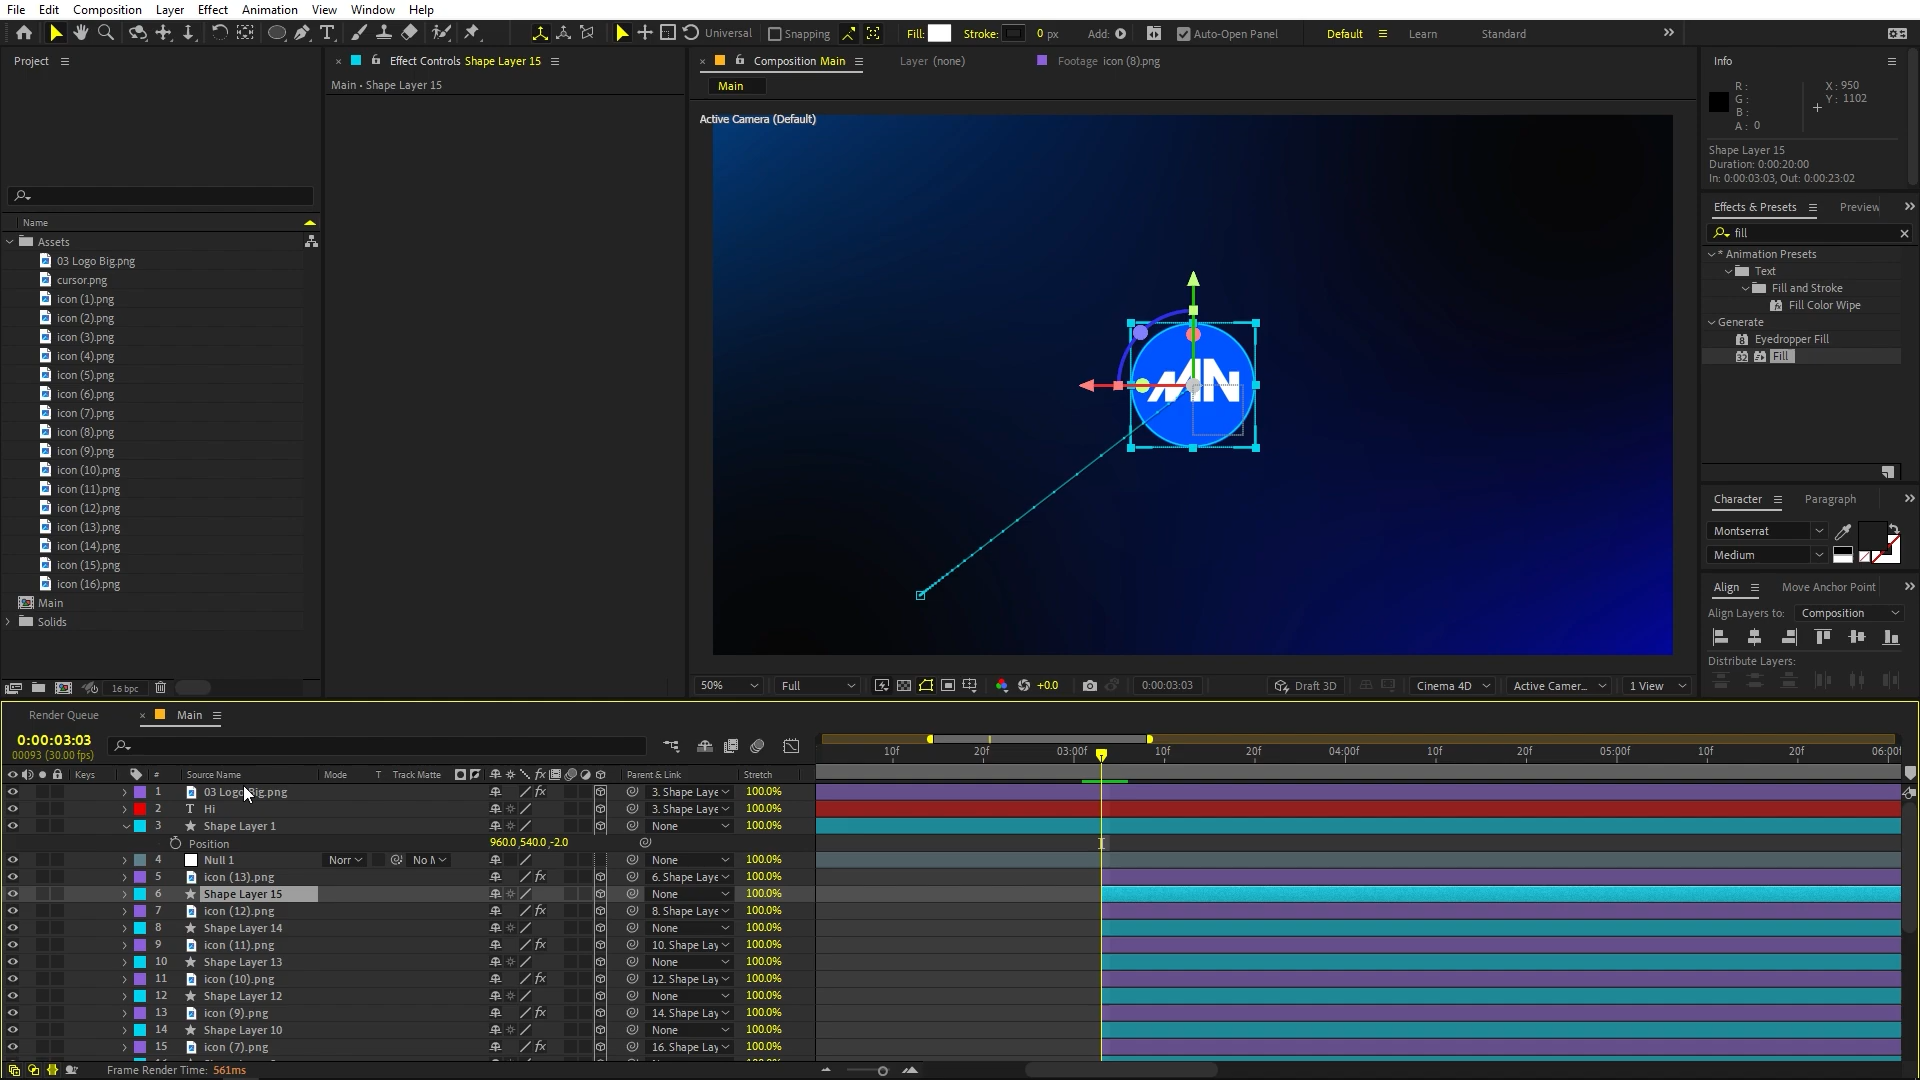 File Edit Composition Layer Effect Animation View Window Help
Universal Snapping Fill: Stroke: 0 px Add: Auto-Open Panel Default Learn Standard
Project
Effect Controls Shape Layer 15
Main • Shape Layer 15
Composition Main
Layer (none)
Footage icon (8).png
Main
Active Camera (Default)
MN
Info
R:
G:
B:
A: 0
X: 950
Y: 1102
Shape Layer 15
Duration: 0:00:20:00
In: 0:00:03:03, Out: 0:00:23:02
Effects & Presets Preview
fill
* Animation Presets
Text
Fill and Stroke
Fill Color Wipe
Generate
Eyedropper Fill
Fill
Character Paragraph
Montserrat
Medium
Align Move Anchor Point
Align Layers to: Composition
Distribute Layers:
Name
Assets
03 Logo Big.png
cursor.png
icon (1).png
icon (2).png
icon (3).png
icon (4).png
icon (5).png
icon (6).png
icon (7).png
icon (8).png
icon (9).png
icon (10).png
icon (11).png
icon (12).png
icon (13).png
icon (14).png
icon (15).png
icon (16).png
Main
Solids
16 bpc
50% Full +0.0 0:00:03:03 Draft 3D Cinema 4D Active Camer... 1 View
Render Queue Main
0:00:03:03
00093 (30.00 fps)
10f 20f 03:00f 10f 20f 04:00f 10f 20f 05:00f 10f 20f 06:00f
Keys # Source Name Mode T Track Matte Parent & Link Stretch
1 03 Logo Big.png 3. Shape Laye 100.0%
2 T Hi 3. Shape Laye 100.0%
3 Shape Layer 1 None 100.0%
Position 960.0,540.0,-2.0
4 Null 1 Norr No M None 100.0%
5 icon (13).png 6. Shape Laye 100.0%
6 Shape Layer 15 None 100.0%
7 icon (12).png 8. Shape Laye 100.0%
8 Shape Layer 14 None 100.0%
9 icon (11).png 10. Shape Lay 100.0%
10 Shape Layer 13 None 100.0%
11 icon (10).png 12. Shape Lay 100.0%
12 Shape Layer 12 None 100.0%
13 icon (9).png 14. Shape Lay 100.0%
14 Shape Layer 10 None 100.0%
15 icon (7).png 16. Shape Lay 100.0%
Frame Render Time: 561ms